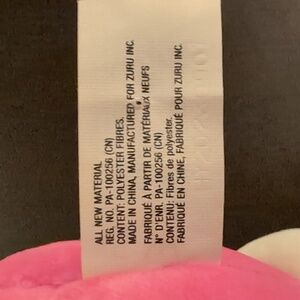 ALL NEW MATERIAL
REG. NO. PA-100256 (CN)
CONTENT: POLYESTER FIBRES.
MADE IN CHINA, MANUFACTURED FOR ZURU INC.
FABRIQUÉ À PARTIR DE MATÉRIAUX NEUFS
N° D'ENR. PA-100256 (CN)
CONTENU: Fibres de polyester.
FABRIQUÉ EN CHINE, FABRIQUÉ POUR ZURU INC.